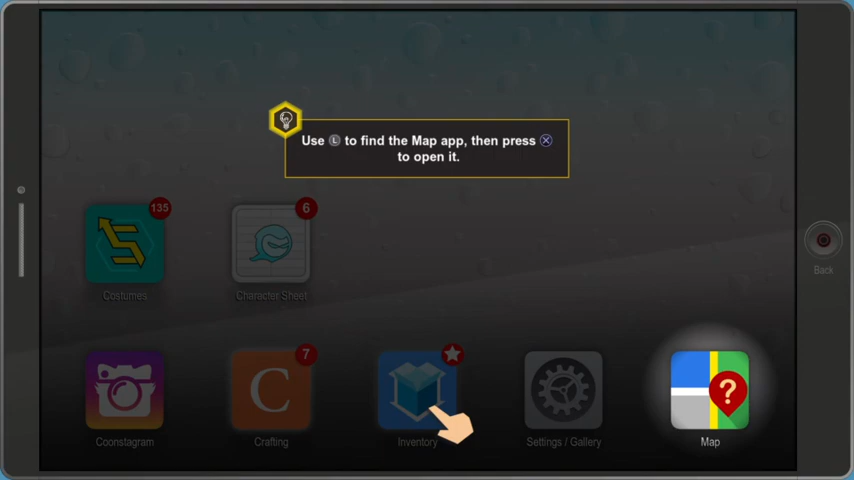 Use L to find the Map app, then press X
to open it.
135
6
Back
Costumes
Character Sheet
7
C
?
Coonstagram
Crafting
Inventory
Settings / Gallery
Map